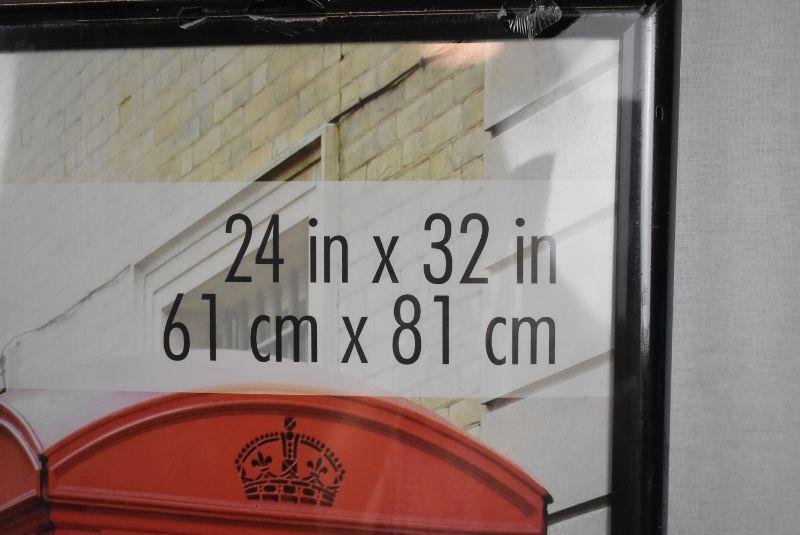 24 in x 32 in
61 cm x 81 cm